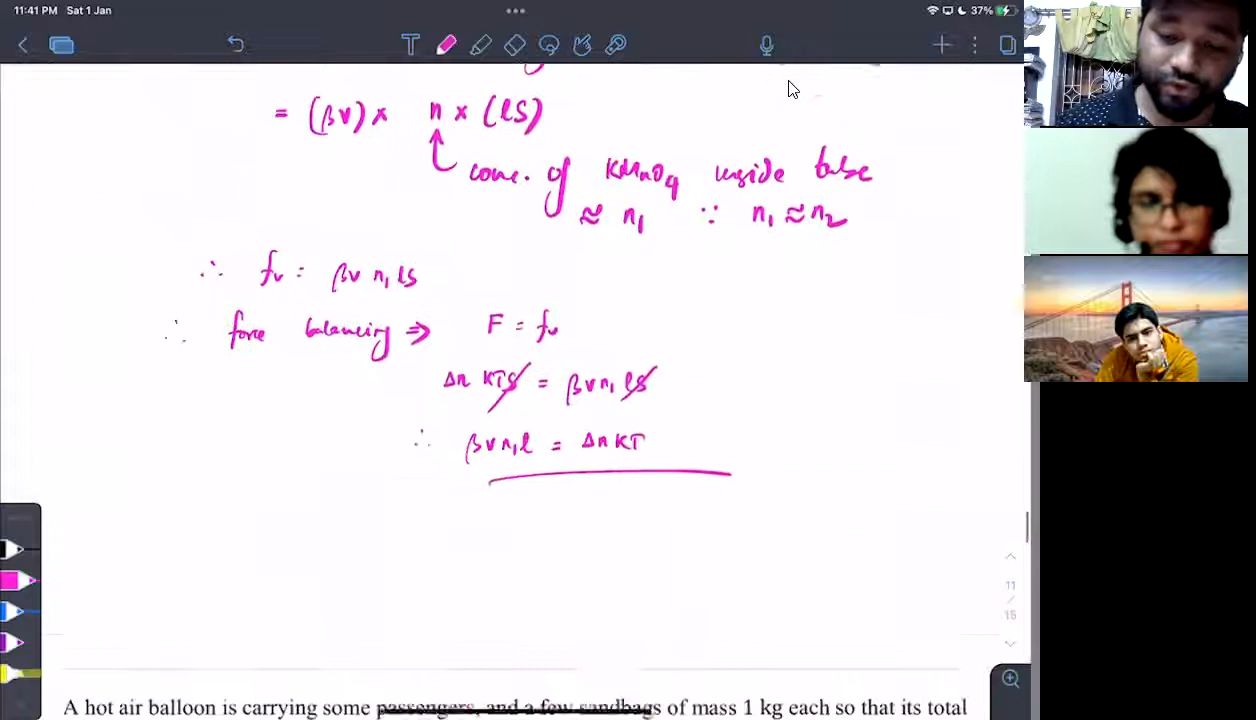 11:41 PM Sat 1 Jan
37%
= (βv) × n × (lS)
conc. of KMnO4 inside tube
≈ n1 ∵ n1 ≈ n2
∴ fv = βv n1 lS
∴ force balancing ⇒ F = fv
Δn KTS = βv n1 lS
∴ βv n1 l = Δn KT
11
/
15
A hot air balloon is carrying some passengers, and a few sandbags of mass 1 kg each so that its total